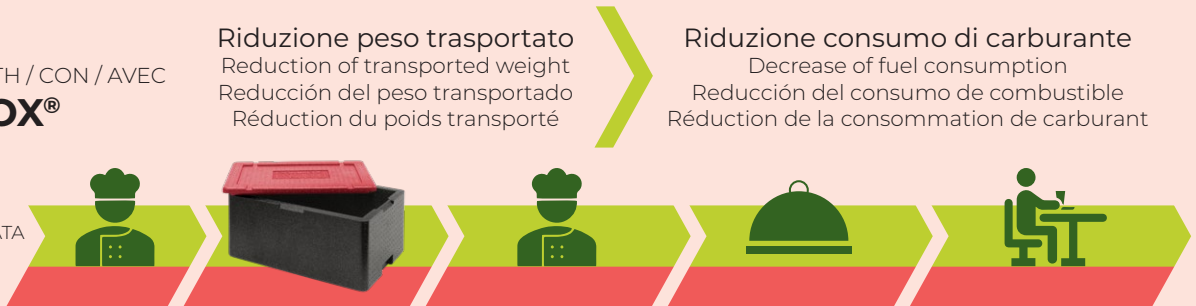 TH / CON / AVEC
OX®
Riduzione peso trasportato
Reduction of transported weight
Reducción del peso transportado
Réduction du poids transporté
Riduzione consumo di carburante
Decrease of fuel consumption
Reducción del consumo de combustible
Réduction de la consommation de carburant
ATA